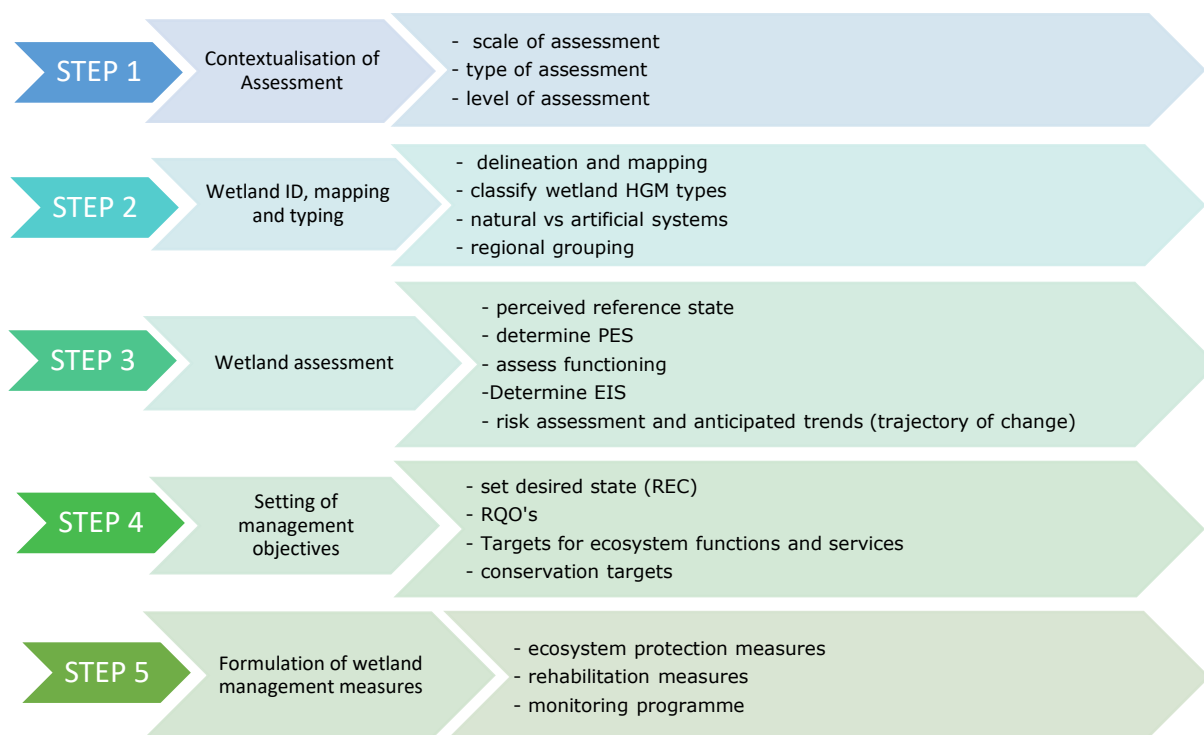 STEP 1
Contextualisation of
Assessment
- scale of assessment
- type of assessment
- level of assessment
STEP 2
Wetland ID, mapping
and typing
- delineation and mapping
- classify wetland HGM types
- natural vs artificial systems
- regional grouping
STEP 3
Wetland assessment
- perceived reference state
- determine PES
- assess functioning
-Determine EIS
- risk assessment and anticipated trends (trajectory of change)
STEP 4
Setting of
management
objectives
- set desired state (REC)
- RQO's
- Targets for ecosystem functions and services
- conservation targets
STEP 5
Formulation of wetland
management measures
- ecosystem protection measures
- rehabilitation measures
- monitoring programme